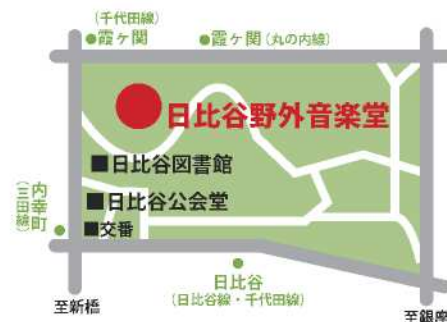 (千代田線)
●霞ヶ関
●霞ヶ関(丸の内線)
日比谷野外音楽堂
■日比谷図書館
■日比谷公会堂
■交番
内幸町
(三田線)
日比谷
(日比谷線・千代田線)
至新橋
至銀座